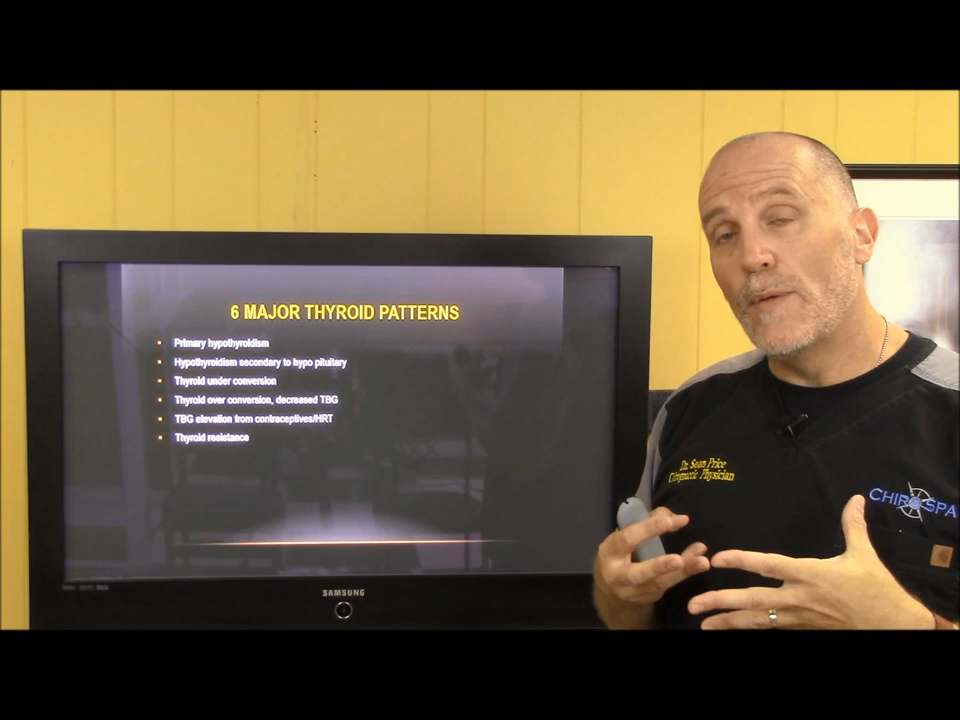 6 MAJOR THYROID PATTERNS
Primary hypothyroidism
Hypothyroidism secondary to hypo pituitary
Thyroid under conversion
Thyroid over conversion, decreased TBG
TBG elevation from contraceptives/HRT
Thyroid resistance
SAMSUNG
Dr. Sean Price
Chiropractic Physician
CHIROSPA